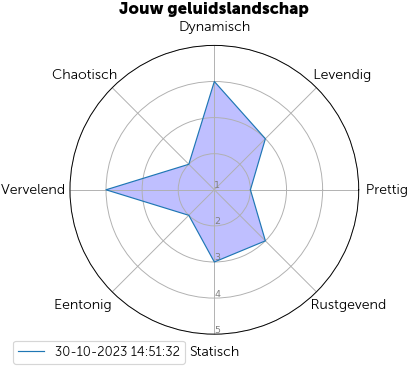 Jouw geluidslandschap
Dynamisch
Chaotisch
Levendig
Vervelend
1
Prettig
2
3
4
Eentonig
Rustgevend
5
30-10-2023 14:51:32
Statisch